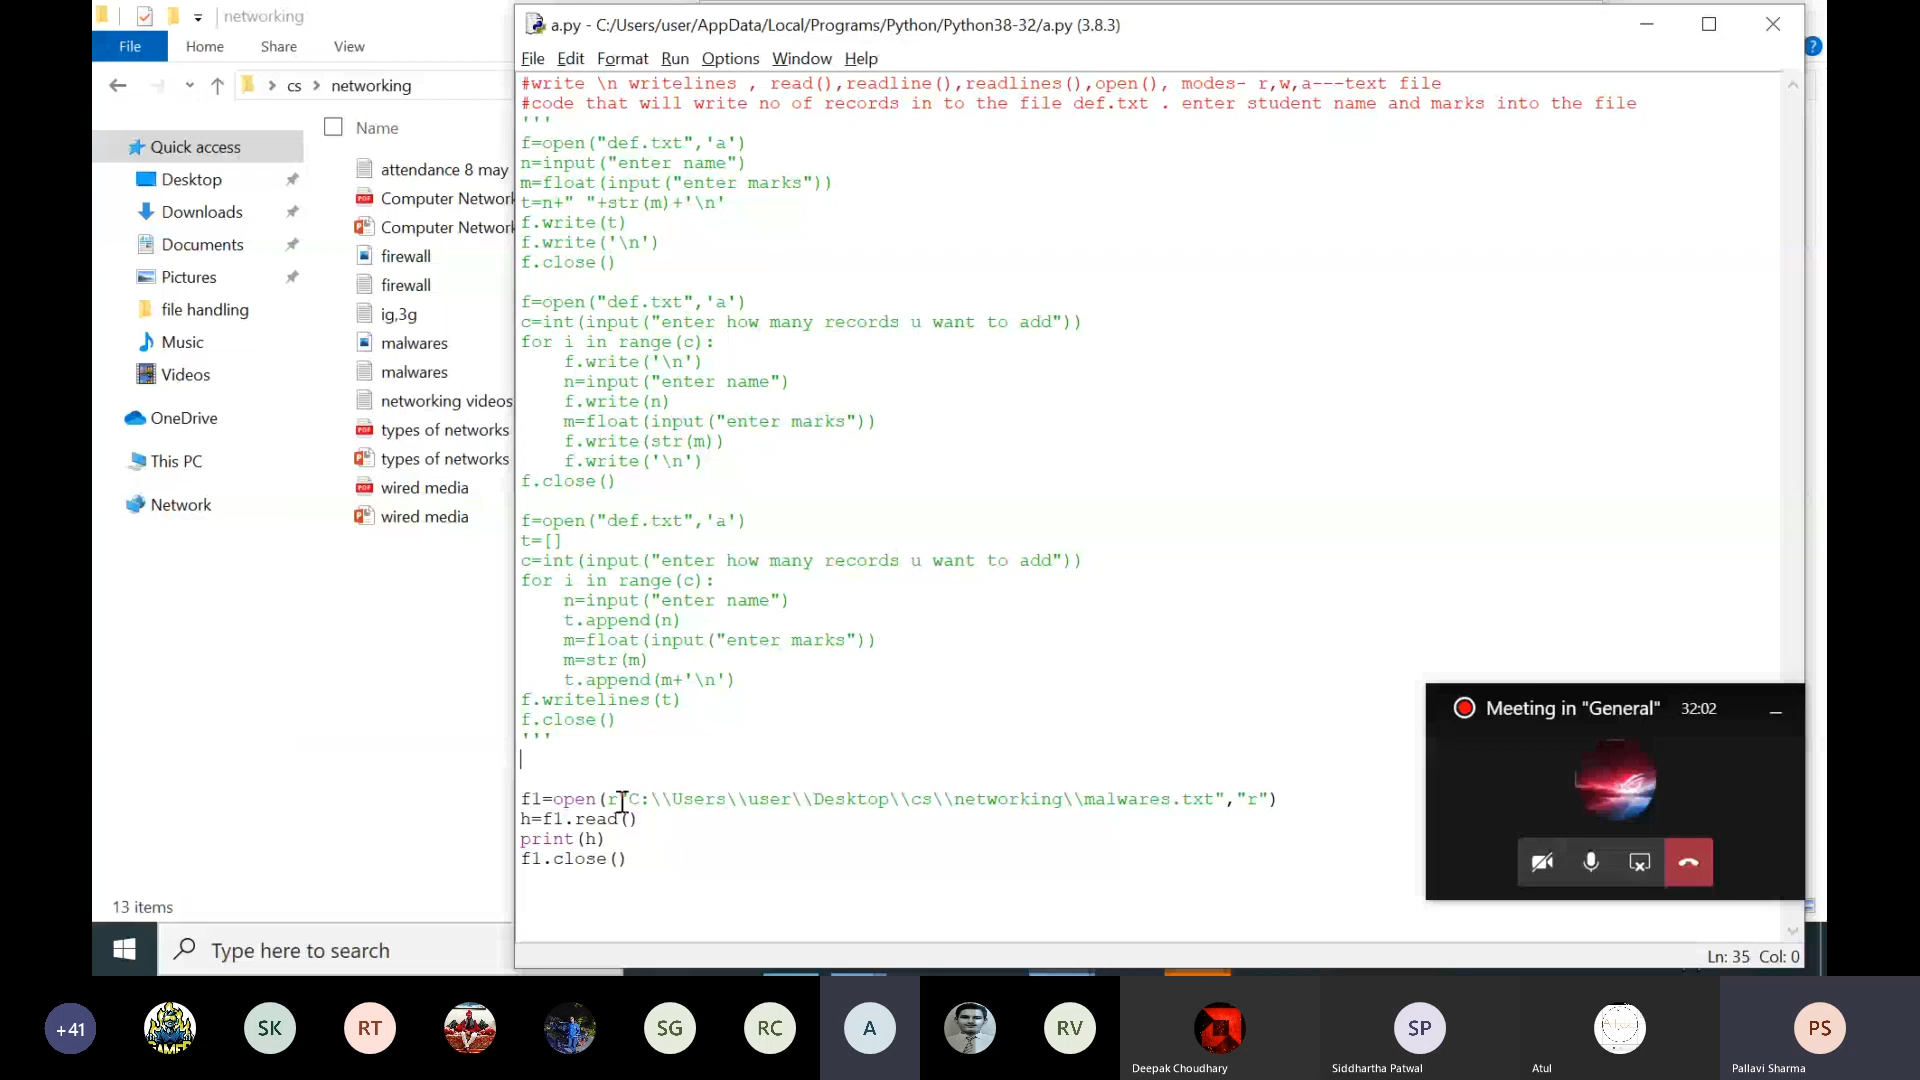 networking
File Home Share View
cs networking
Name
Quick access
Desktop
Downloads
Documents
Pictures
file handling
Music
Videos
OneDrive
This PC
Network
attendance 8 may
Computer Network
Computer Network
firewall
firewall
ig,3g
malwares
malwares
networking videos
types of networks
types of networks
wired media
wired media
13 items
Type here to search
a.py - C:/Users/user/AppData/Local/Programs/Python/Python38-32/a.py (3.8.3)
File Edit Format Run Options Window Help
#write \n writelines , read(),readline(),readlines(),open(), modes- r,w,a---text file
#code that will write no of records in to the file def.txt . enter student name and marks into the file
'''
f=open("def.txt",'a')
n=input("enter name")
m=float(input("enter marks"))
t=n+" "+str(m)+'\n'
f.write(t)
f.write('\n')
f.close()
f=open("def.txt",'a')
c=int(input("enter how many records u want to add"))
for i in range(c):
    f.write('\n')
    n=input("enter name")
    f.write(n)
    m=float(input("enter marks"))
    f.write(str(m))
    f.write('\n')
f.close()
f=open("def.txt",'a')
t=[]
c=int(input("enter how many records u want to add"))
for i in range(c):
    n=input("enter name")
    t.append(n)
    m=float(input("enter marks"))
    m=str(m)
    t.append(m+'\n')
f.writelines(t)
f.close()
'''
f1=open(r"C:\\Users\\user\\Desktop\\cs\\networking\\malwares.txt","r")
h=f1.read()
print(h)
f1.close()
Ln: 35 Col: 0
Meeting in "General" 32:02
+41 SK RT SG RC A RV SP PS
Deepak Choudhary Siddhartha Patwal Atul Pallavi Sharma